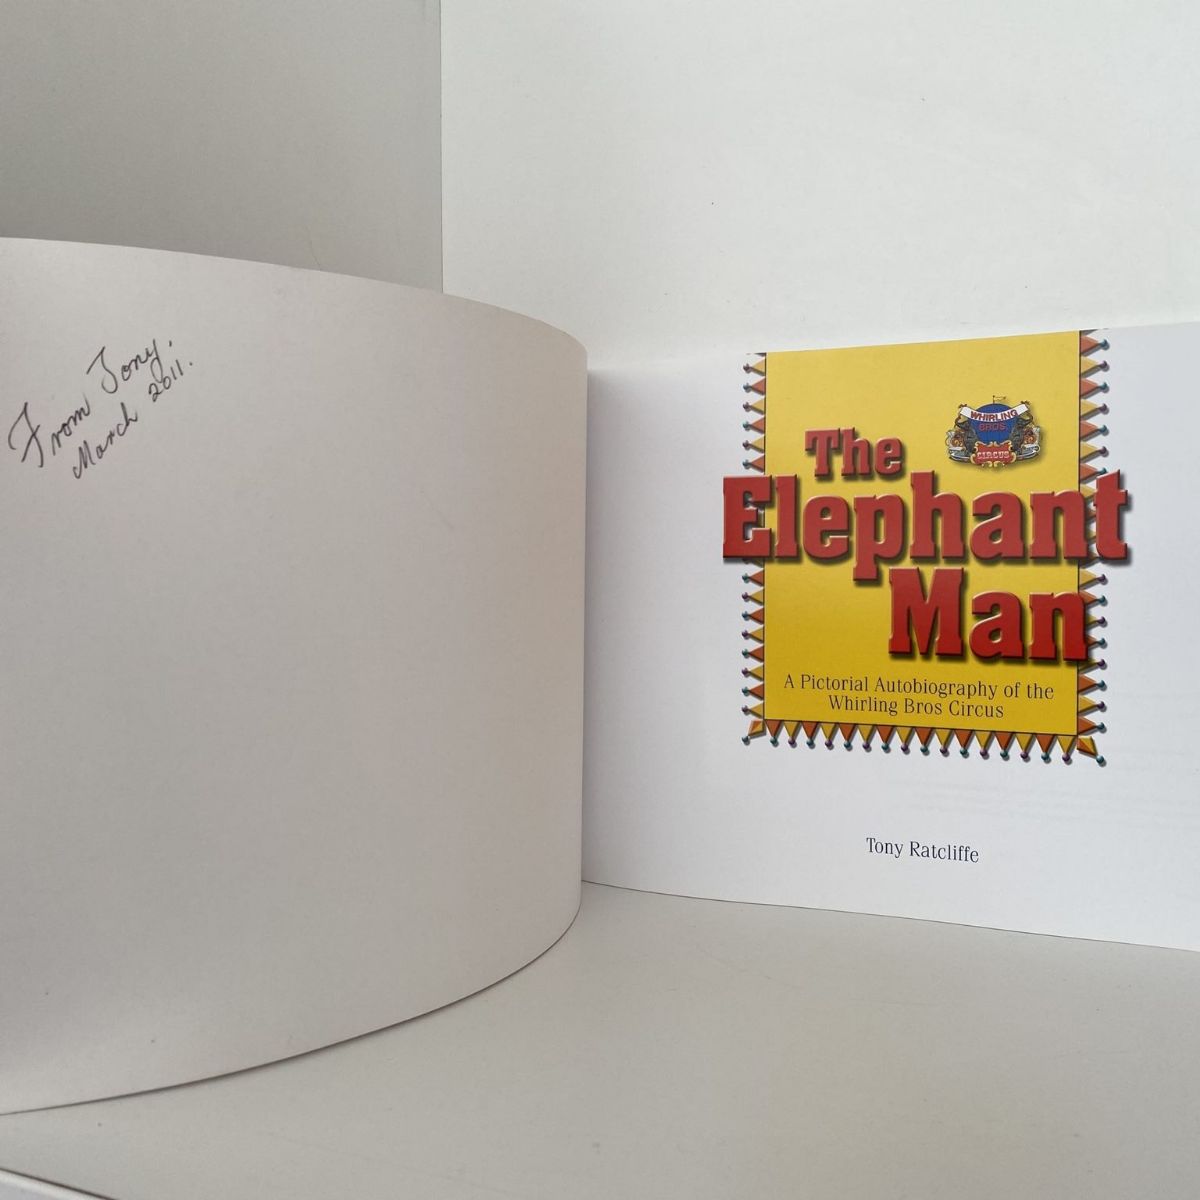 From Tony,
March 2011.
WHIRLING
BROS.
CIRCUS
The
Elephant
Man
A Pictorial Autobiography of the
Whirling Bros Circus
Tony Ratcliffe